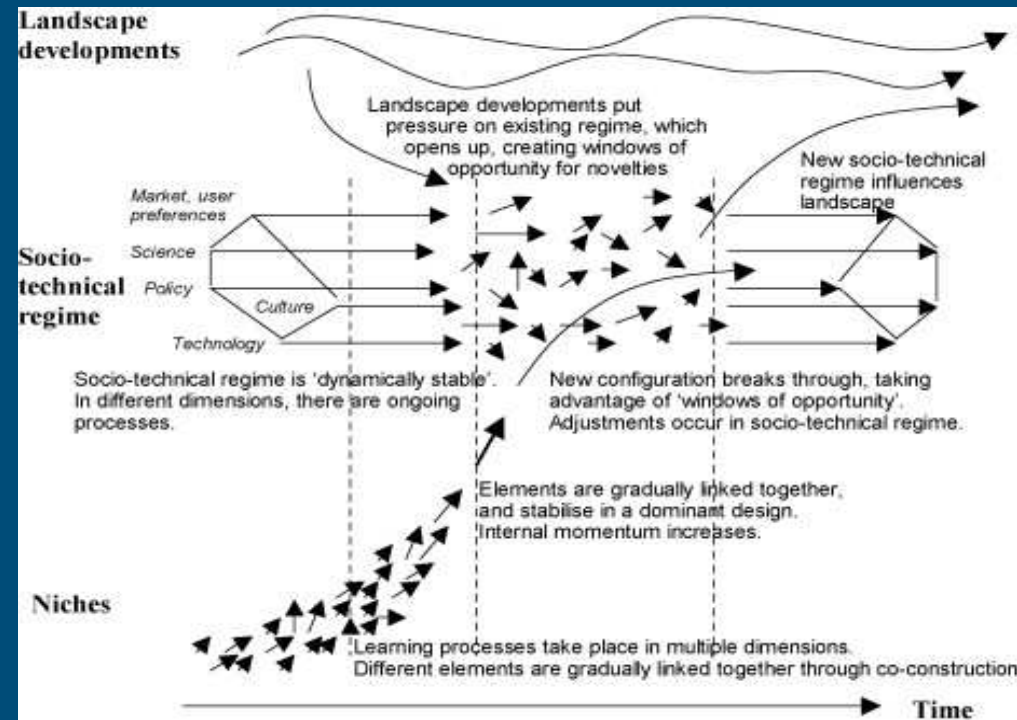 Landscape
developments
Landscape developments put
pressure on existing regime, which
opens up, creating windows of
opportunity for novelties
New socio-technical
regime influences
landscape
Market, user
preferences
Science
Socio-
technical
regime
Policy
Culture
Technology
Socio-technical regime is ‘dynamically stable’.
In different dimensions, there are ongoing
processes.
New configuration breaks through, taking
advantage of ‘windows of opportunity’.
Adjustments occur in socio-technical regime.
Elements are gradually linked together,
and stabilise in a dominant design.
Internal momentum increases.
Niches
Learning processes take place in multiple dimensions.
Different elements are gradually linked together through co-construction
Time